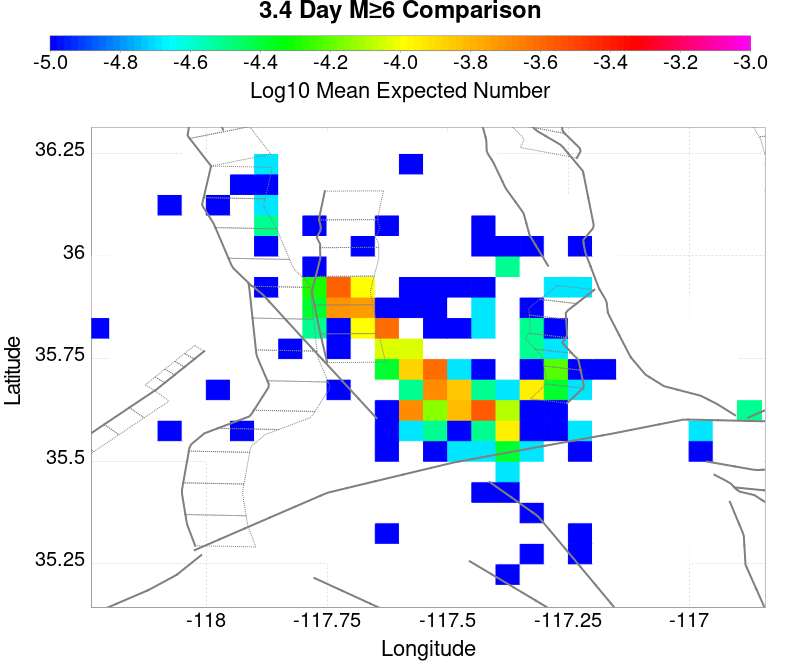 3.4 Day M≥6 Comparison
-5.0 -4.8 -4.6 -4.4 -4.2 -4.0 -3.8 -3.6 -3.4 -3.2 -3.0
Log10 Mean Expected Number
36.25
36
35.75
35.5
35.25
Latitude
-118 -117.75 -117.5 -117.25 -117
Longitude